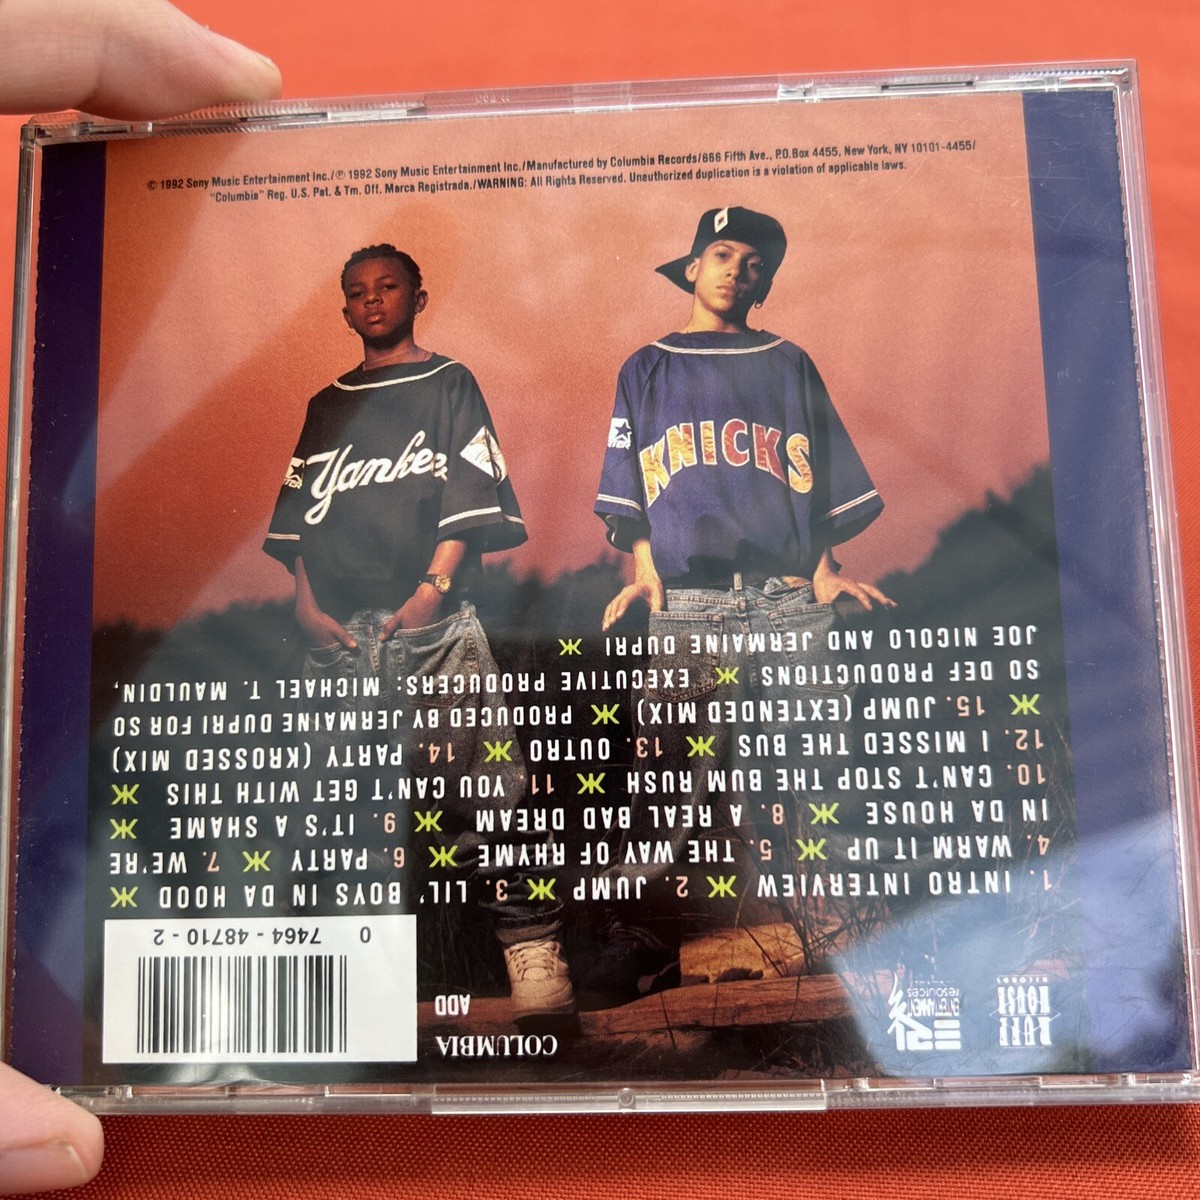 © 1992 Sony Music Entertainment Inc./℗ 1992 Sony Music Entertainment Inc./Manufactured by Columbia Records/666 Fifth Ave., P.O.Box 4455, New York, NY 10101-4455/
"Columbia" Reg. U.S. Pat. & Tm. Off. Marca Registrada./WARNING: All Rights Reserved. Unauthorized duplication is a violation of applicable laws.
Yankees
KNICKS
1. INTRO INTERVIEW Ж 2. JUMP Ж 3. LIL' BOYS IN DA HOOD Ж
4. WARM IT UP Ж 5. THE WAY OF RHYME Ж 6. PARTY Ж 7. WE'RE
IN DA HOUSE Ж 8. A REAL BAD DREAM Ж 9. IT'S A SHAME Ж
10. CAN'T STOP THE BUM RUSH Ж 11. YOU CAN'T GET WITH THIS Ж
12. I MISSED THE BUS Ж 13. OUTRO Ж 14. PARTY (KROSSED MIX)
Ж 15. JUMP (EXTENDED MIX) Ж PRODUCED BY JERMAINE DUPRI FOR SO
SO DEF PRODUCTIONS Ж EXECUTIVE PRODUCERS: MICHAEL T. MAULDIN,
JOE NICOLO AND JERMAINE DUPRI Ж
0 7464-48710-2
COLUMBIA
ADD
RUFF
HOUSE
RECORDS
ENTERTAINMENT
resources